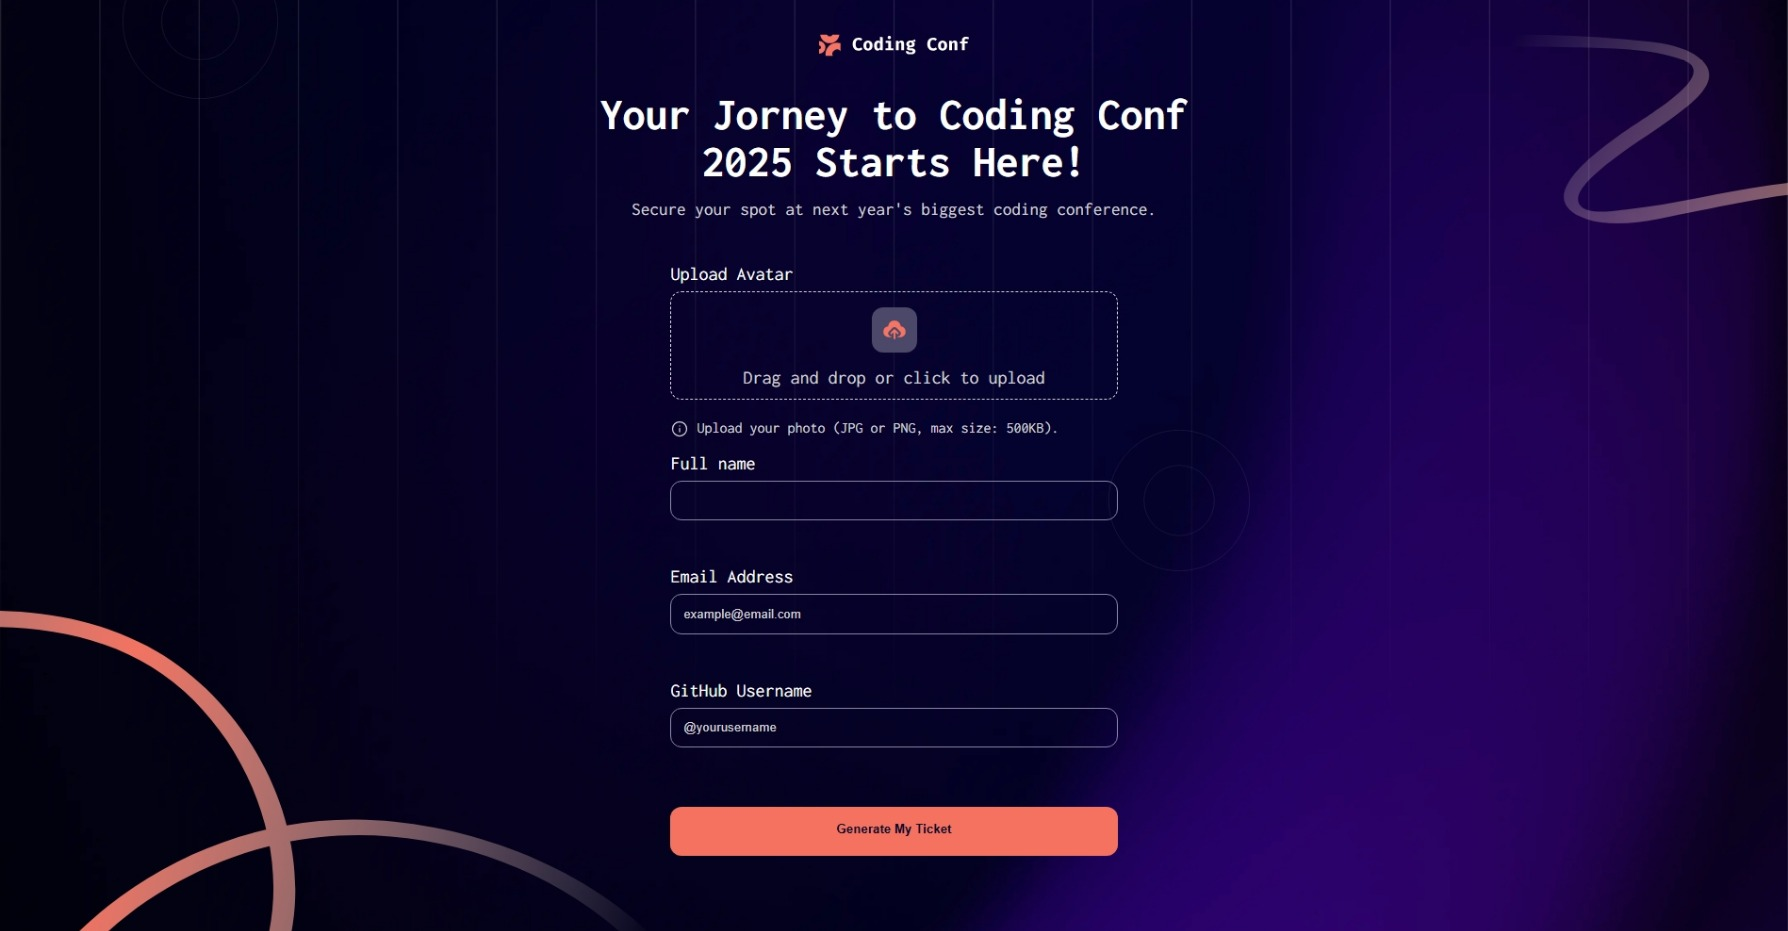 Coding Conf
Your Jorney to Coding Conf
2025 Starts Here!
Secure your spot at next year's biggest coding conference.
Upload Avatar
Drag and drop or click to upload
Upload your photo (JPG or PNG, max size: 500KB).
Full name
Email Address
example@email.com
GitHub Username
@yourusername
Generate My Ticket